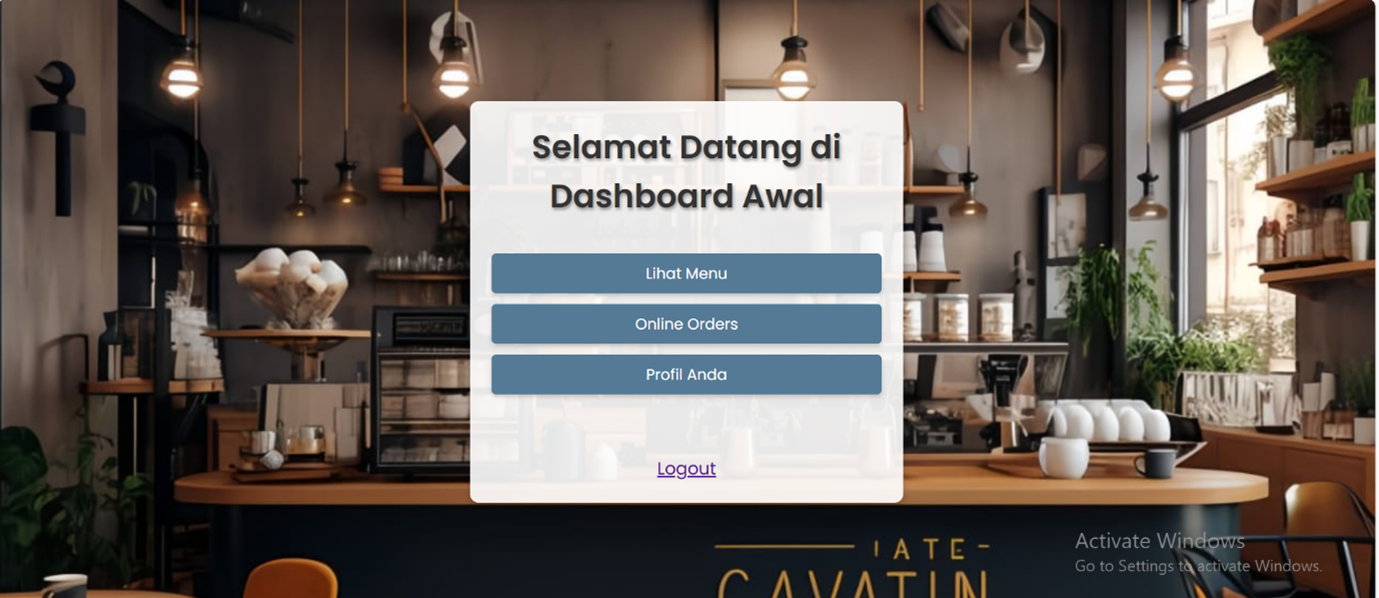 Selamat Datang di
Dashboard Awal
Lihat Menu
Online Orders
Profil Anda
Logout
IATE-
CAVATIN
Activate Windows
Go to Settings to activate Windows.